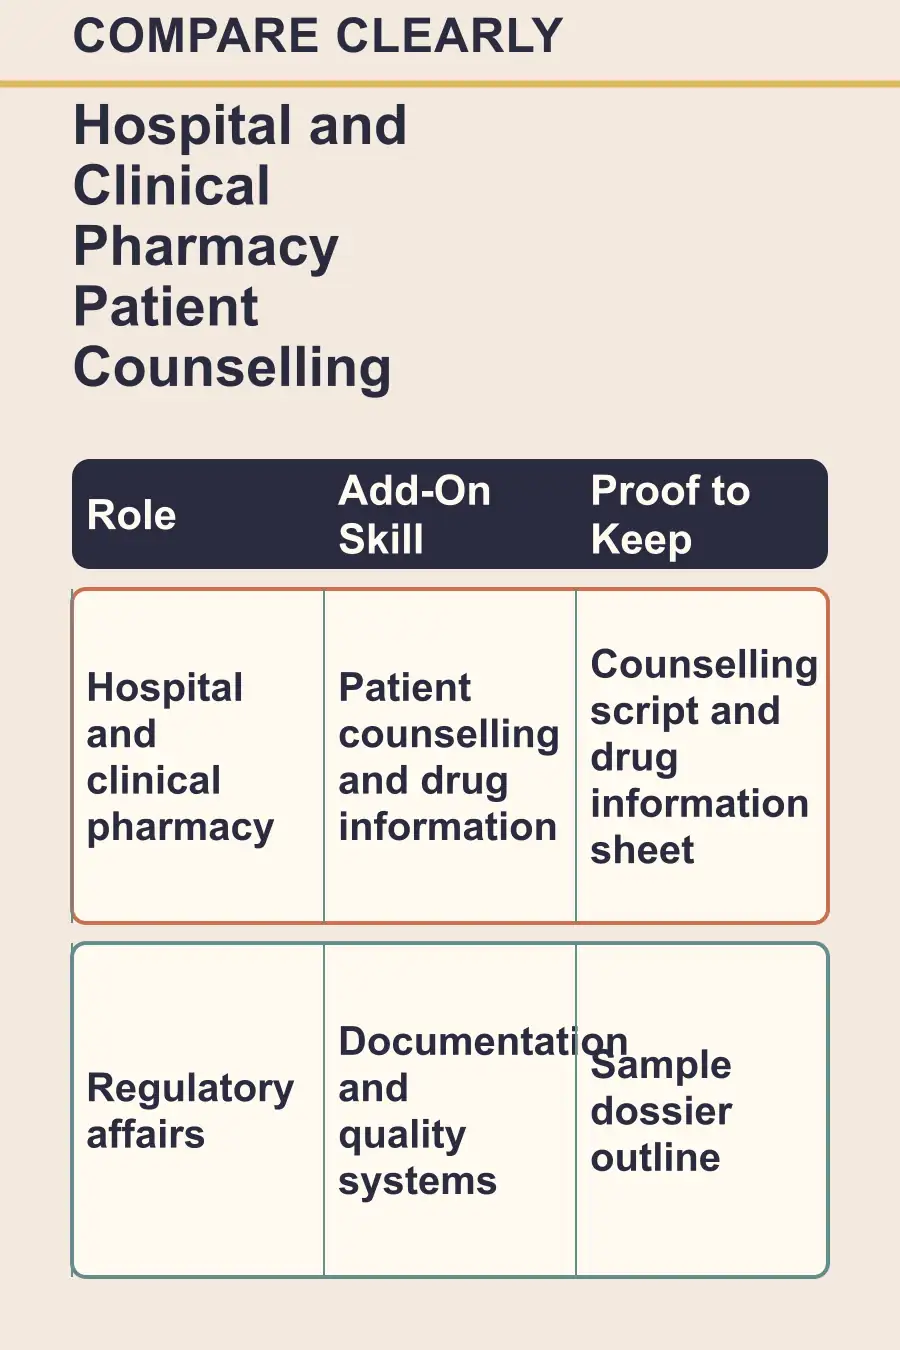 COMPARE CLEARLY
Hospital and
Clinical
Pharmacy
Patient
Counselling
Role
Add-On
Skill
Proof to
Keep
Hospital
and
clinical
pharmacy
Patient
counselling
and drug
information
Counselling
script and
drug
information
sheet
Regulatory
affairs
Documentation
and
quality
systems
Sample
dossier
outline